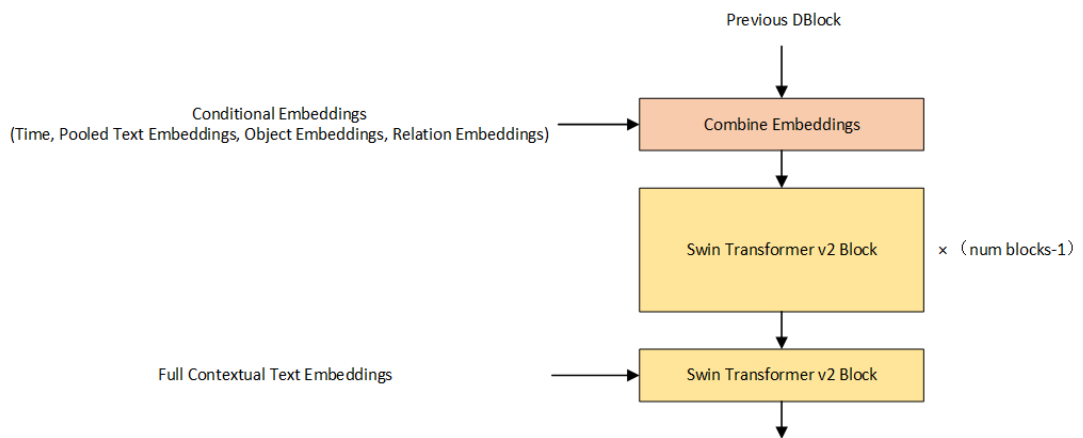 Previous DBlock
Conditional Embeddings
(Time, Pooled Text Embeddings, Object Embeddings, Relation Embeddings)
Combine Embeddings
Swin Transformer v2 Block
×（num blocks-1）
Full Contextual Text Embeddings
Swin Transformer v2 Block